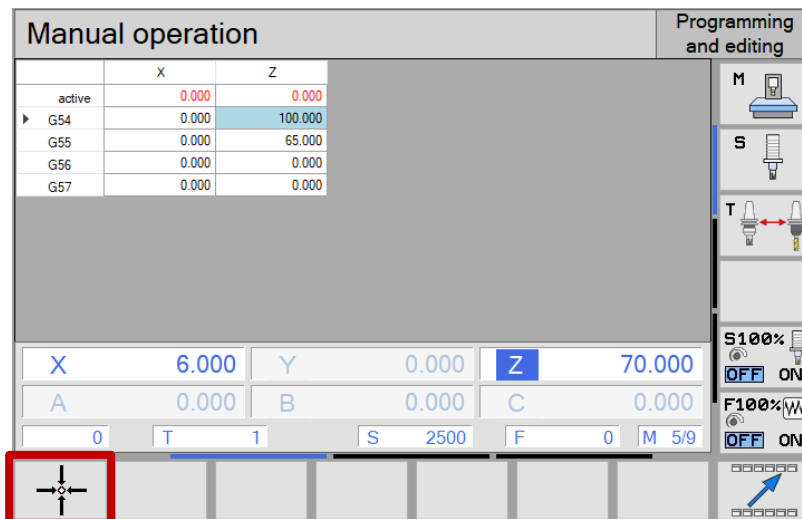 Manual operation
Programming
and editing
X Z
active 0.000 0.000
G54 0.000 100.000
G55 0.000 65.000
G56 0.000 0.000
G57 0.000 0.000
M
S
T
S100%
OFF ON
F100%
OFF ON
X 6.000 Y 0.000 Z 70.000
A 0.000 B 0.000 C 0.000
0 T 1 S 2500 F 0 M 5/9